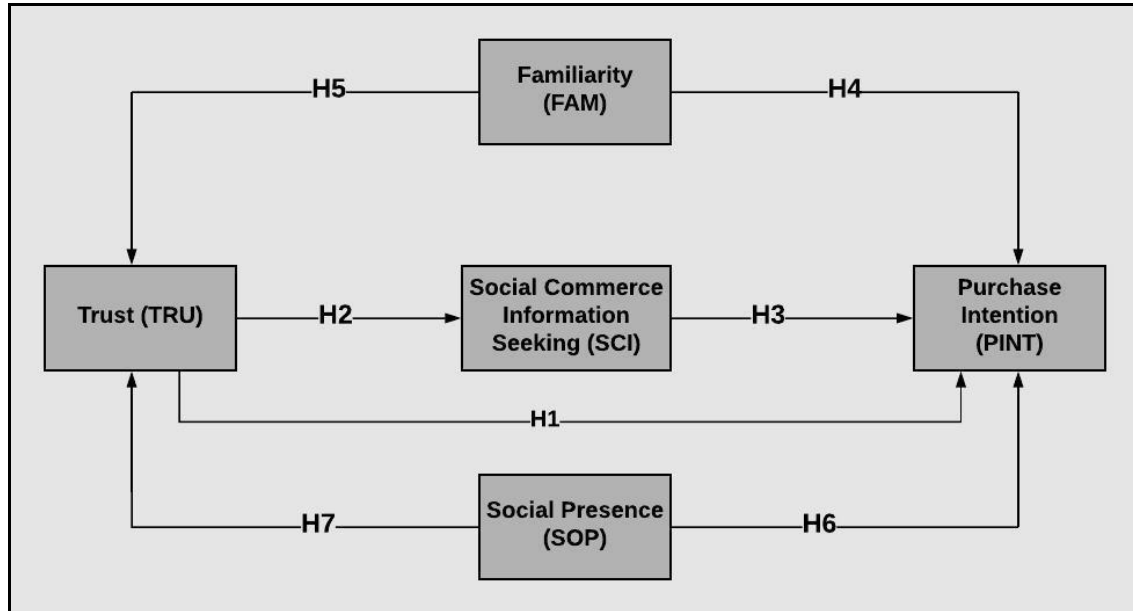 Familiarity
(FAM)
H5
H4
Trust (TRU)
H2
Social Commerce
Information
Seeking (SCI)
H3
Purchase
Intention
(PINT)
H1
Social Presence
(SOP)
H7
H6